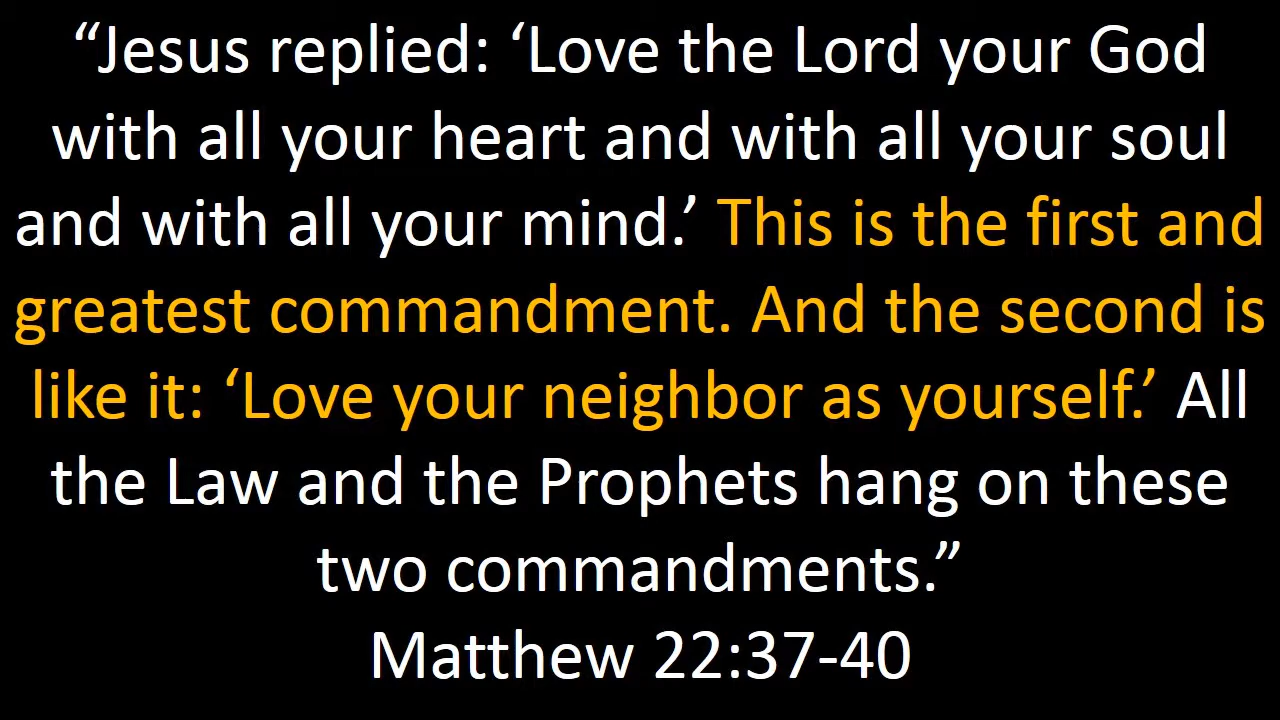 “Jesus replied: ‘Love the Lord your God
with all your heart and with all your soul
and with all your mind.’ This is the first and
greatest commandment. And the second is
like it: ‘Love your neighbor as yourself.’ All
the Law and the Prophets hang on these
two commandments.”
Matthew 22:37-40